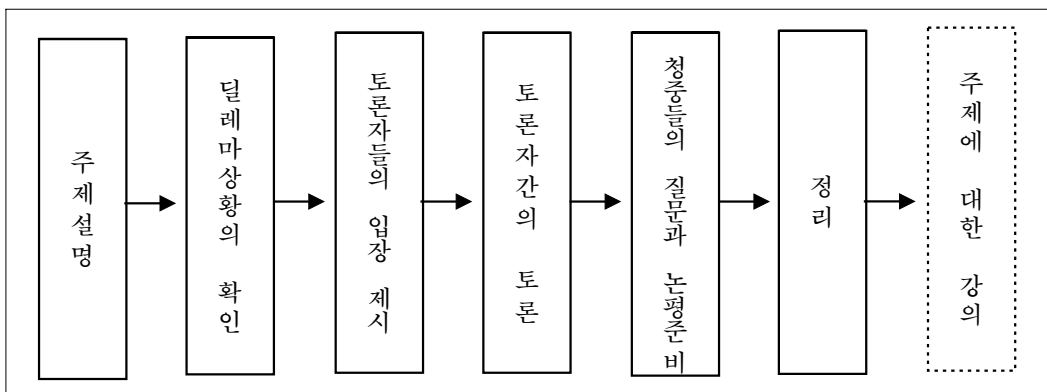 주제설명
딜레마상황의 확인
토론자들의 입장 제시
토론자간의 토론
청중들의 질문과 논평준비
정리
주제에 대한 강의